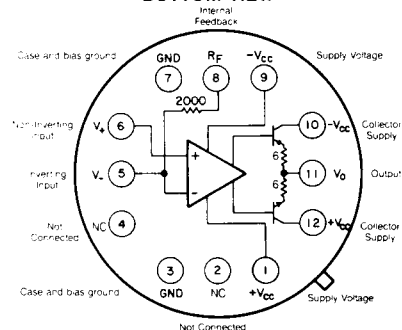 BOTTOM VIEW
Internal
Feedback
Case and bias ground
GND
RF
-Vcc
Supply Voltage
7
8
9
2000
Non-Inverting
Input
V+
6
+
10
-Vcc
Collector
Supply
6
Inverting
Input
V-
5
-
11
Vo
Output
6
Not
Connected
NC
4
12
+Vcc
Collector
Supply
3
2
1
Case and bias ground
GND
NC
+Vcc
Supply Voltage
Not Connected